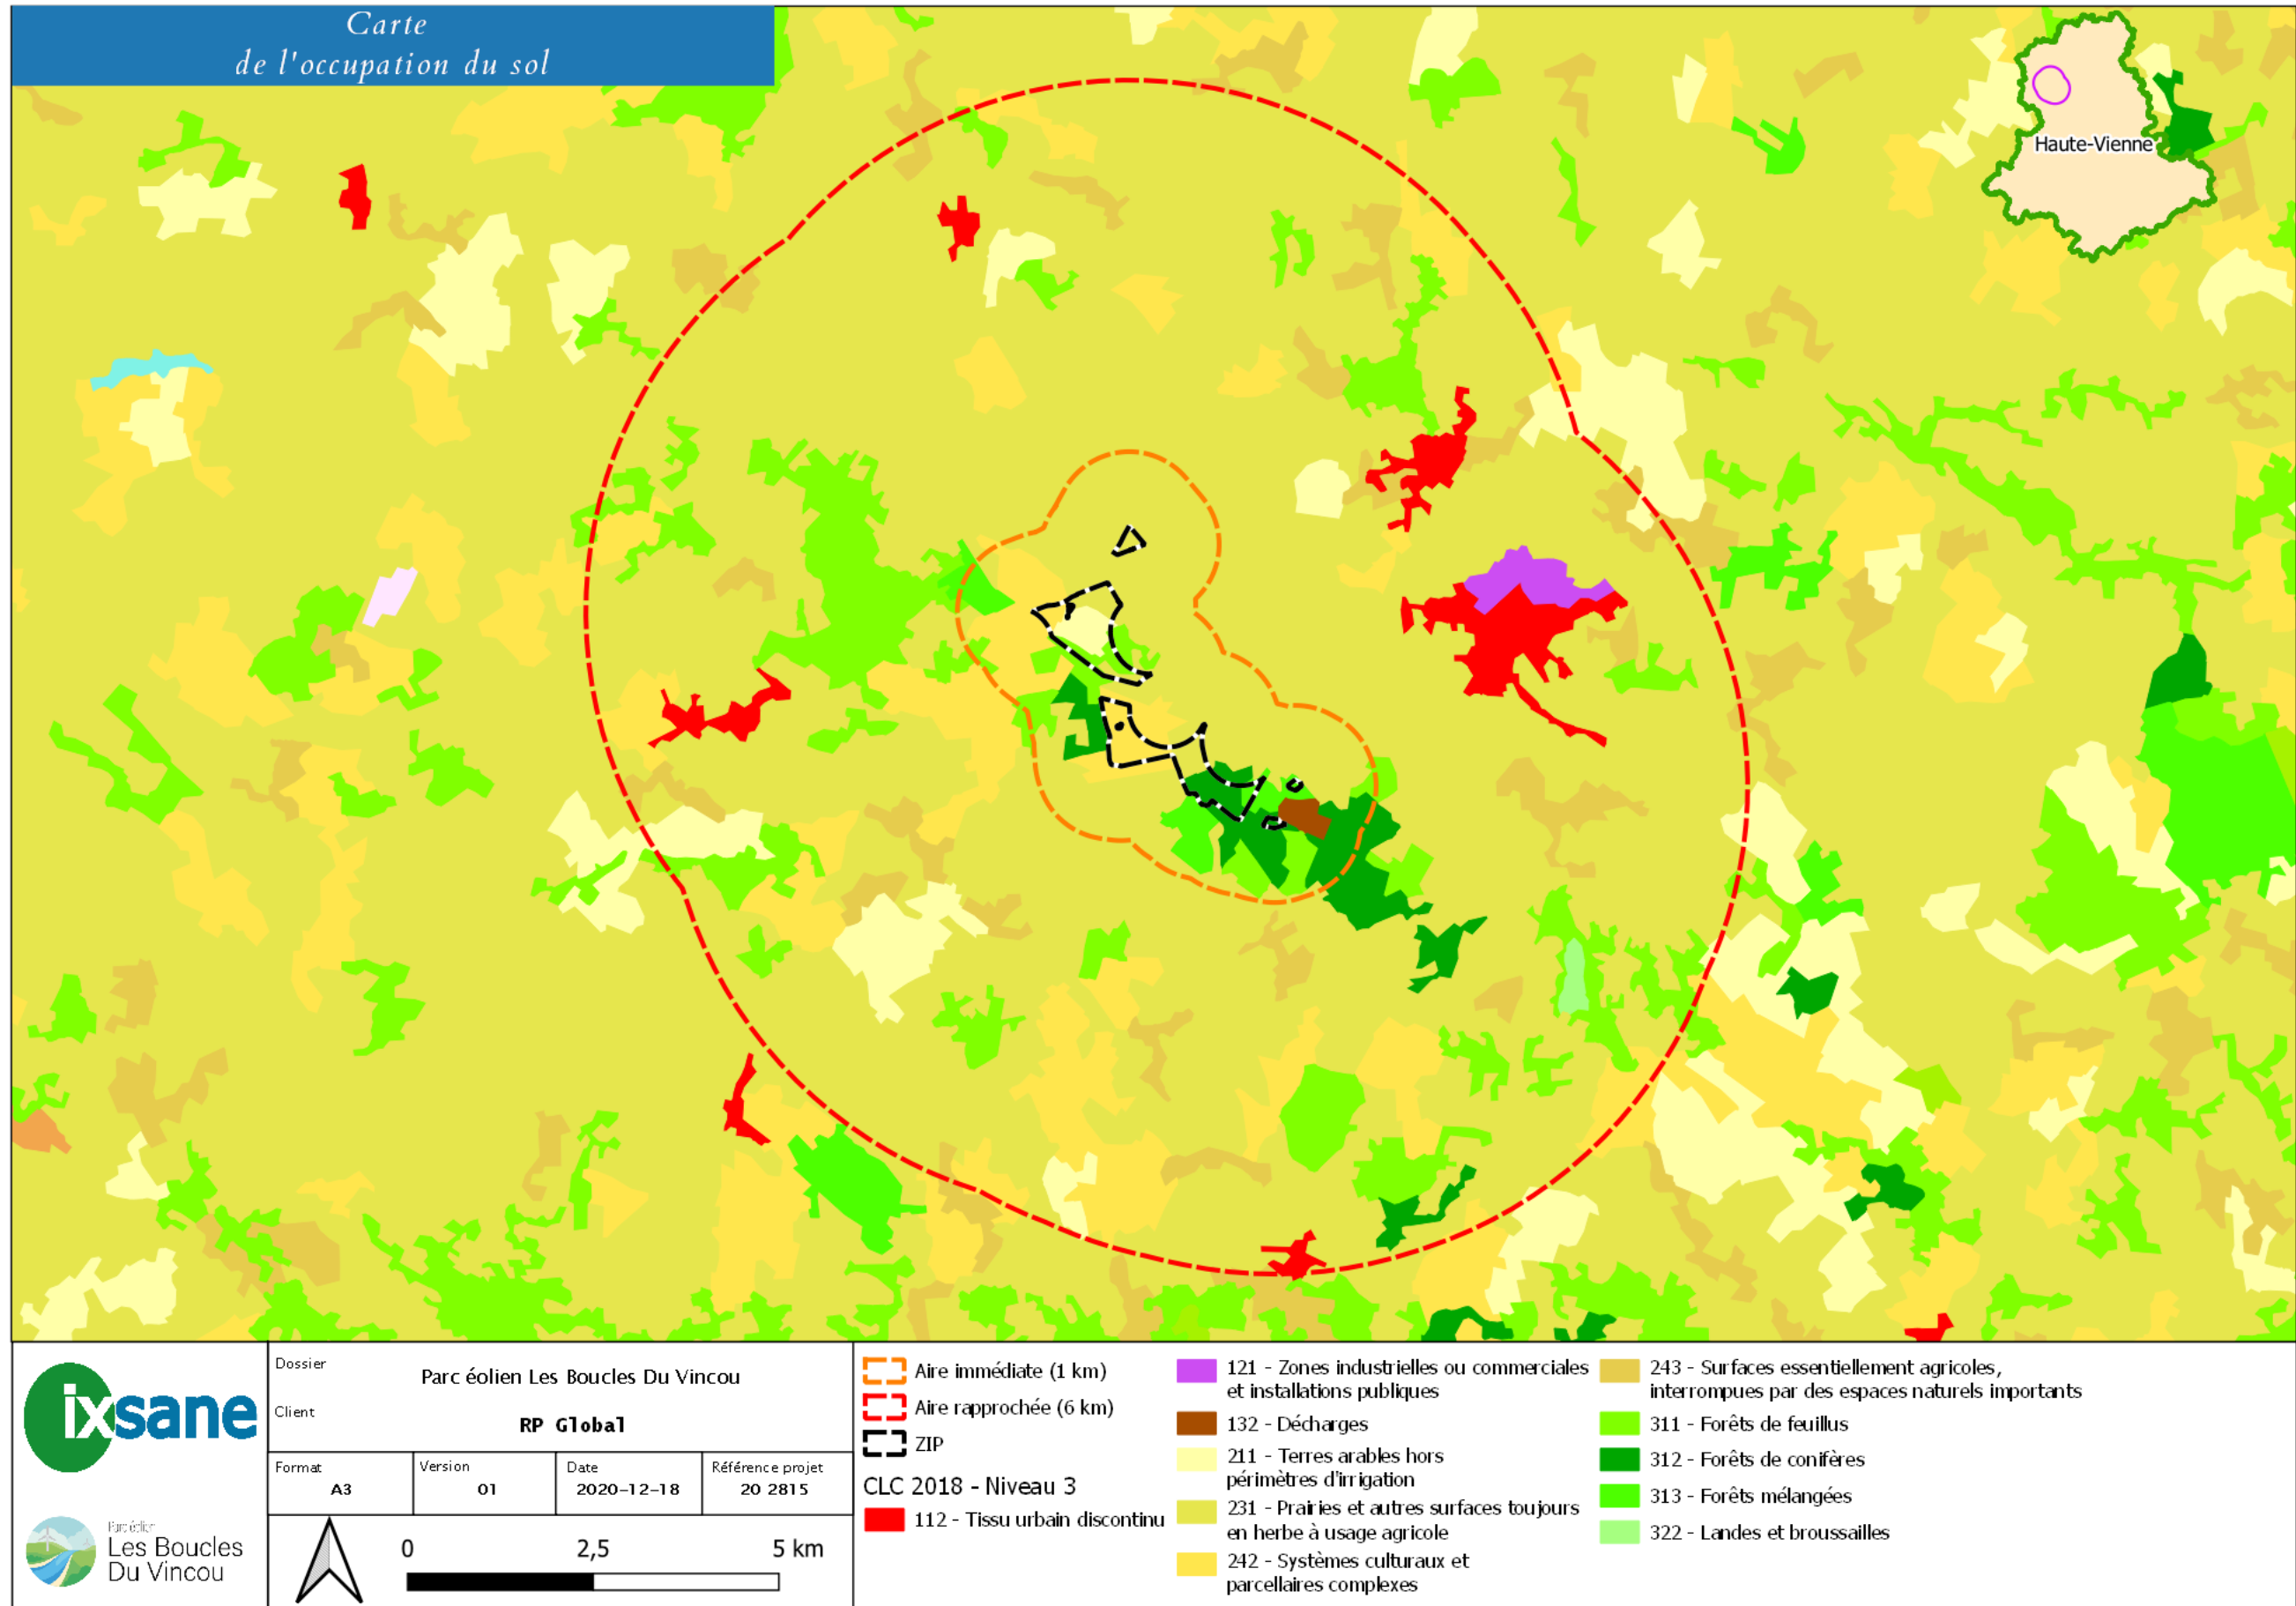 Carte
de l'occupation du sol
Haute-Vienne
ixsane
Parc éolien
Les Boucles
Du Vincou
Dossier
Parc éolien Les Boucles Du Vincou
Client
RP Global
Format
A3
Version
01
Date
2020-12-18
Référence projet
20 2815
0 2,5 5 km
Aire immédiate (1 km)
Aire rapprochée (6 km)
ZIP
CLC 2018 - Niveau 3
112 - Tissu urbain discontinu
121 - Zones industrielles ou commerciales
et installations publiques
132 - Décharges
211 - Terres arables hors
périmètres d'irrigation
231 - Prairies et autres surfaces toujours
en herbe à usage agricole
242 - Systèmes culturaux et
parcellaires complexes
243 - Surfaces essentiellement agricoles,
interrompues par des espaces naturels importants
311 - Forêts de feuillus
312 - Forêts de conifères
313 - Forêts mélangées
322 - Landes et broussailles